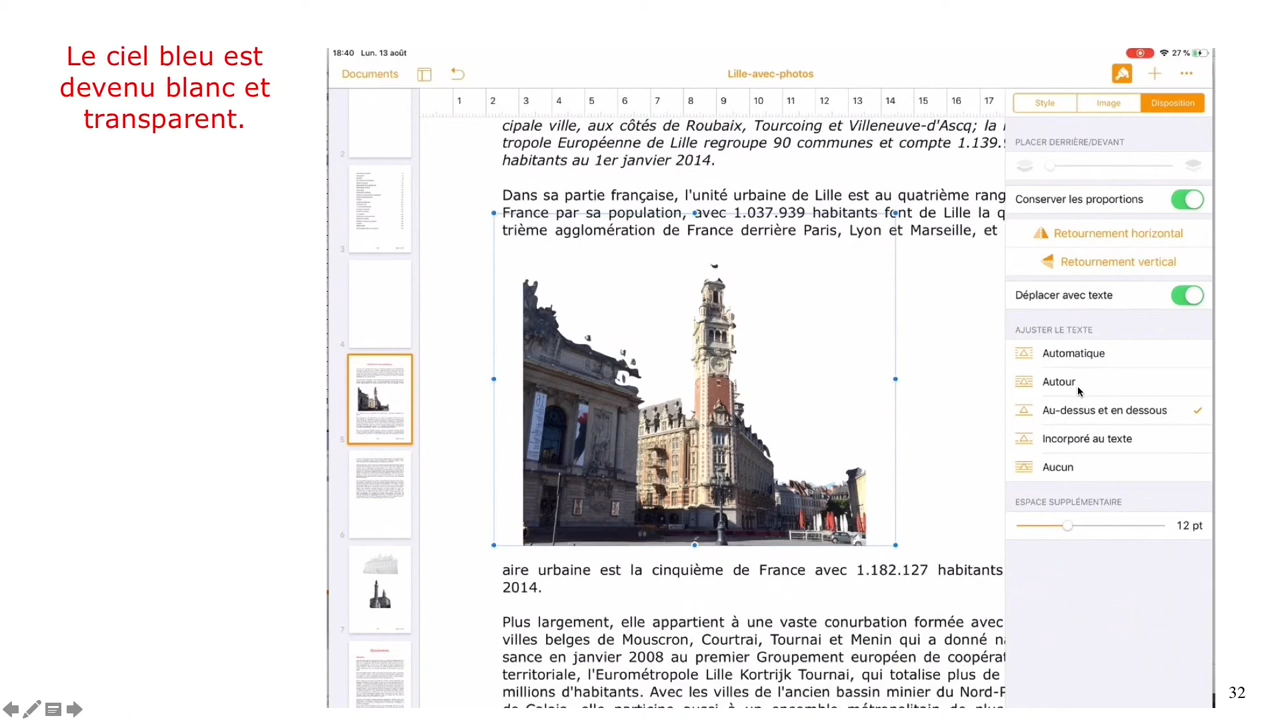 Le ciel bleu est
devenu blanc et
transparent.
18:40 Lun. 13 août
27 %
Documents
Lille-avec-photos
1 2 3 4 5 6 7 8 9 10 11 12 13 14 15 16 17
2
3
4
5
6
7
cipale ville, aux côtés de Roubaix, Tourcoing et Villeneuve-d'Ascq; la
tropole Européenne de Lille regroupe 90 communes et compte 1.139.9
habitants au 1er janvier 2014.
Dans sa partie française, l'unité urbaine de Lille est au quatrième rang
France par sa population, avec 1.037.939 habitants font de Lille la q
trième agglomération de France derrière Paris, Lyon et Marseille, et
aire urbaine est la cinquième de France avec 1.182.127 habitants
2014.
Plus largement, elle appartient à une vaste conurbation formée avec
villes belges de Mouscron, Courtrai, Tournai et Menin qui a donné na
sance en janvier 2008 au premier Groupement européen de coopérat
territoriale, l'Eurométropole Lille Kortrijk Tournai, qui totalise plus de
millions d'habitants. Avec les villes de l'ancien bassin minier du Nord-P
Style Image Disposition
PLACER DERRIÈRE/DEVANT
Conserver les proportions
Retournement horizontal
Retournement vertical
Déplacer avec texte
AJUSTER LE TEXTE
Automatique
Autour
Au-dessus et en dessous
Incorporé au texte
Aucun
ESPACE SUPPLÉMENTAIRE
12 pt
32